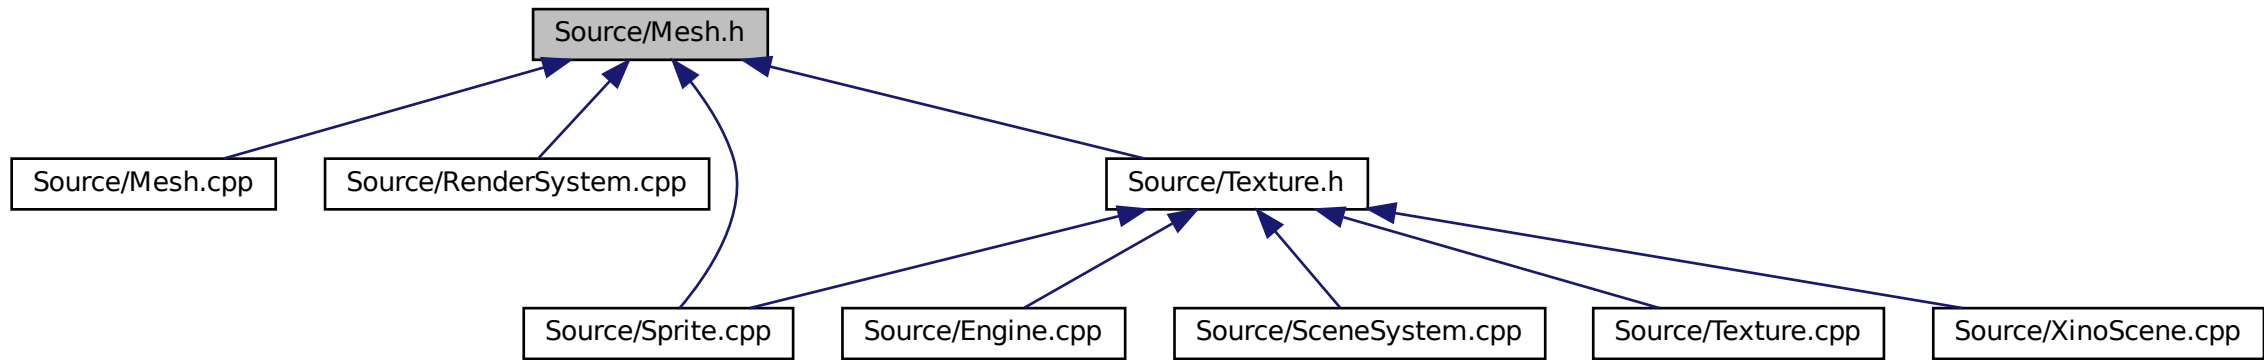 Source/Mesh.h
Source/Mesh.cpp
Source/RenderSystem.cpp
Source/Texture.h
Source/Sprite.cpp
Source/Engine.cpp
Source/SceneSystem.cpp
Source/Texture.cpp
Source/XinoScene.cpp